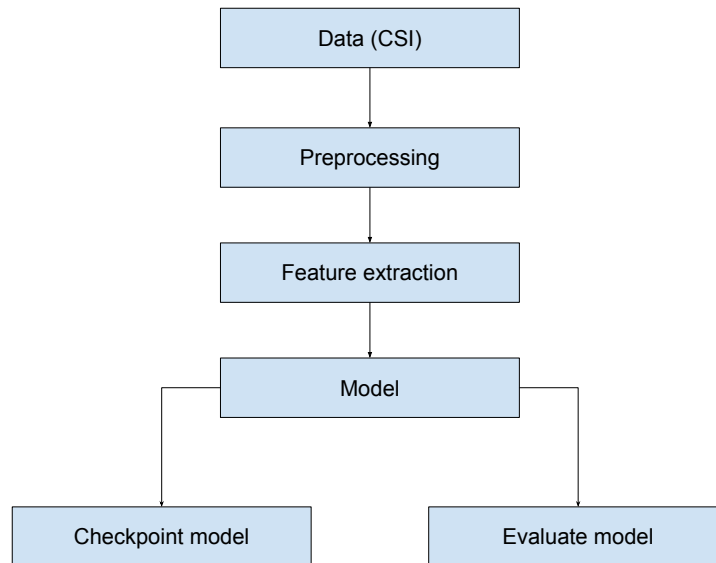 Data (CSI)
Preprocessing
Feature extraction
Model
Checkpoint model
Evaluate model